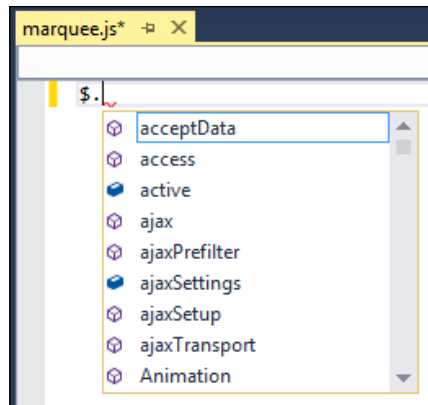 marquee.js*
$.
acceptData
access
active
ajax
ajaxPrefilter
ajaxSettings
ajaxSetup
ajaxTransport
Animation